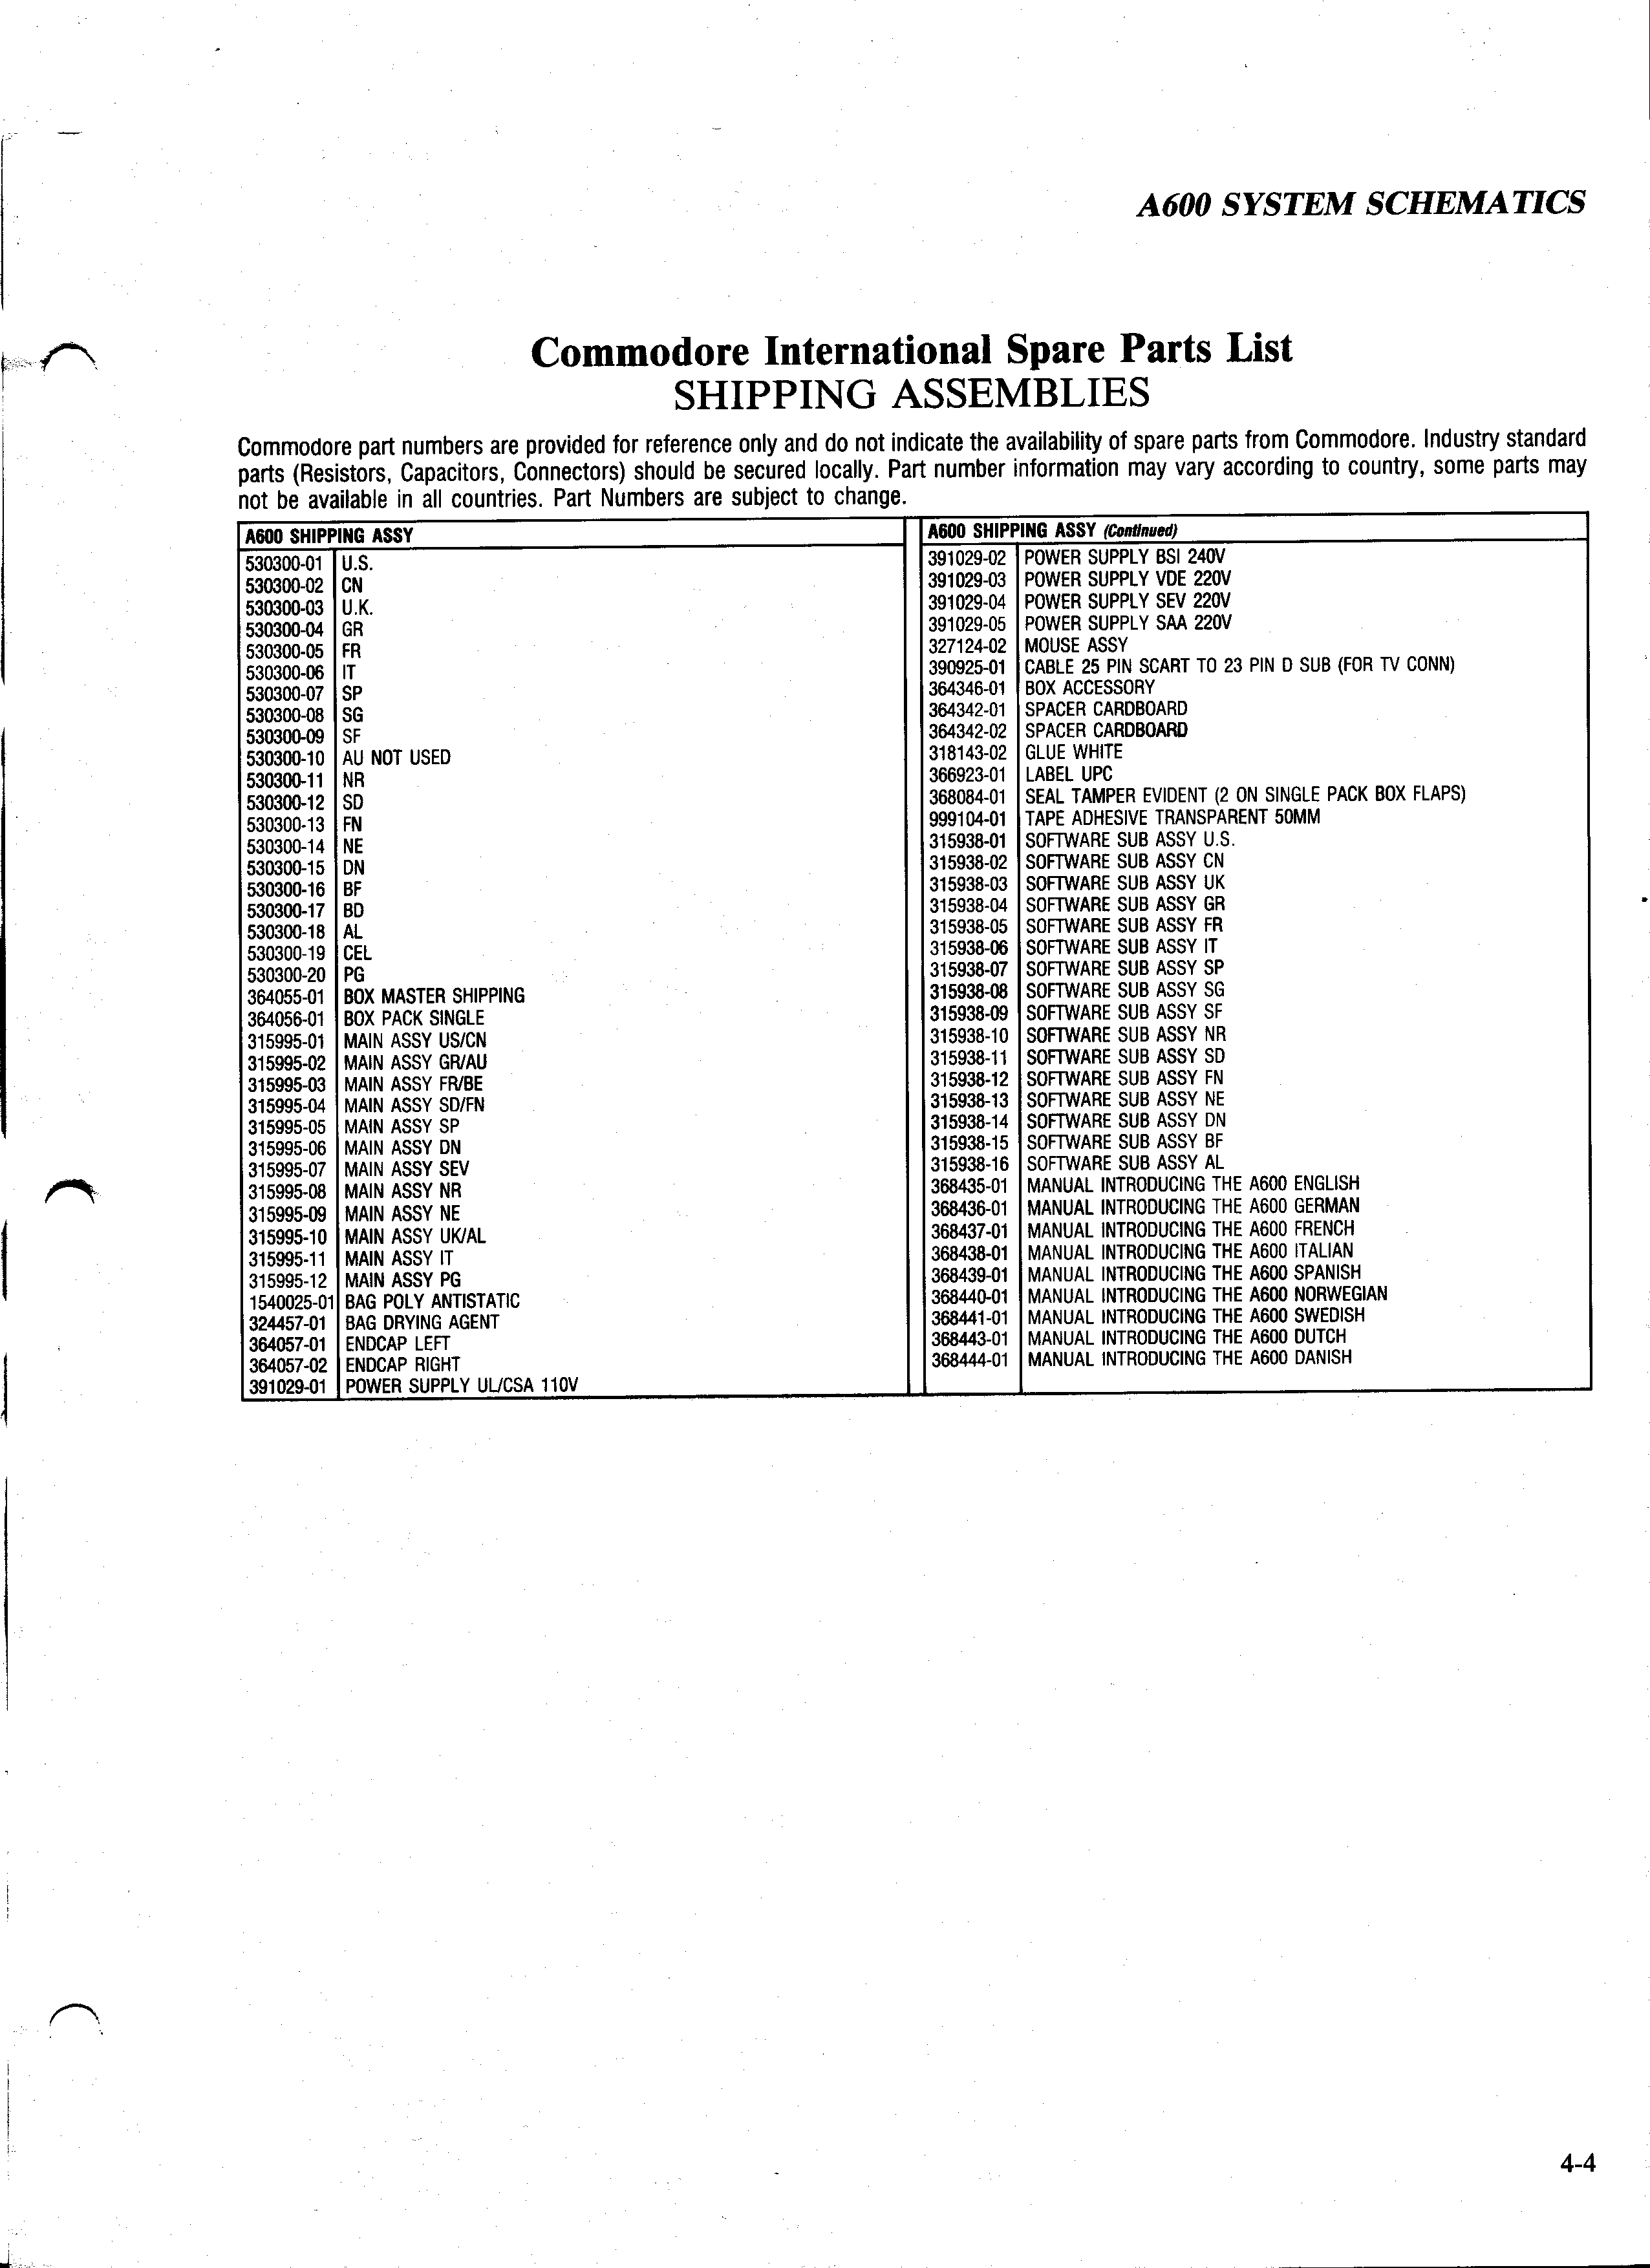 A600 SYSTEM SCHEMATICS
Commodore International Spare Parts List
SHIPPING ASSEMBLIES
Commodore part numbers are provided for reference only and do not indicate the availability of spare parts from Commodore. Industry standard
parts (Resistors, Capacitors, Connectors) should be secured locally. Part number information may vary according to country, some parts may
not be available in all countries. Part Numbers are subject to change.
A600 SHIPPING ASSY
530300-01 U.S.
530300-02 CN
530300-03 U.K.
530300-04 GR
530300-05 FR
530300-06 IT
530300-07 SP
530300-08 SG
530300-09 SF
530300-10 AU NOT USED
530300-11 NR
530300-12 SD
530300-13 FN
530300-14 NE
530300-15 DN
530300-16 BF
530300-17 BD
530300-18 AL
530300-19 CEL
530300-20 PG
364055-01 BOX MASTER SHIPPING
364056-01 BOX PACK SINGLE
315995-01 MAIN ASSY US/CN
315995-02 MAIN ASSY GR/AU
315995-03 MAIN ASSY FR/BE
315995-04 MAIN ASSY SD/FN
315995-05 MAIN ASSY SP
315995-06 MAIN ASSY DN
315995-07 MAIN ASSY SEV
315995-08 MAIN ASSY NR
315995-09 MAIN ASSY NE
315995-10 MAIN ASSY UK/AL
315995-11 MAIN ASSY IT
315995-12 MAIN ASSY PG
1540025-01 BAG POLY ANTISTATIC
324457-01 BAG DRYING AGENT
364057-01 ENDCAP LEFT
364057-02 ENDCAP RIGHT
391029-01 POWER SUPPLY UL/CSA 110V
A600 SHIPPING ASSY (Continued)
391029-02 POWER SUPPLY BSI 240V
391029-03 POWER SUPPLY VDE 220V
391029-04 POWER SUPPLY SEV 220V
391029-05 POWER SUPPLY SAA 220V
327124-02 MOUSE ASSY
390925-01 CABLE 25 PIN SCART TO 23 PIN D SUB (FOR TV CONN)
364346-01 BOX ACCESSORY
364342-01 SPACER CARDBOARD
364342-02 SPACER CARDBOARD
318143-02 GLUE WHITE
366923-01 LABEL UPC
368084-01 SEAL TAMPER EVIDENT (2 ON SINGLE PACK BOX FLAPS)
999104-01 TAPE ADHESIVE TRANSPARENT 50MM
315938-01 SOFTWARE SUB ASSY U.S.
315938-02 SOFTWARE SUB ASSY CN
315938-03 SOFTWARE SUB ASSY UK
315938-04 SOFTWARE SUB ASSY GR
315938-05 SOFTWARE SUB ASSY FR
315938-06 SOFTWARE SUB ASSY IT
315938-07 SOFTWARE SUB ASSY SP
315938-08 SOFTWARE SUB ASSY SG
315938-09 SOFTWARE SUB ASSY SF
315938-10 SOFTWARE SUB ASSY NR
315938-11 SOFTWARE SUB ASSY SD
315938-12 SOFTWARE SUB ASSY FN
315938-13 SOFTWARE SUB ASSY NE
315938-14 SOFTWARE SUB ASSY DN
315938-15 SOFTWARE SUB ASSY BF
315938-16 SOFTWARE SUB ASSY AL
368435-01 MANUAL INTRODUCING THE A600 ENGLISH
368436-01 MANUAL INTRODUCING THE A600 GERMAN
368437-01 MANUAL INTRODUCING THE A600 FRENCH
368438-01 MANUAL INTRODUCING THE A600 ITALIAN
368439-01 MANUAL INTRODUCING THE A600 SPANISH
368440-01 MANUAL INTRODUCING THE A600 NORWEGIAN
368441-01 MANUAL INTRODUCING THE A600 SWEDISH
368443-01 MANUAL INTRODUCING THE A600 DUTCH
368444-01 MANUAL INTRODUCING THE A600 DANISH
4-4